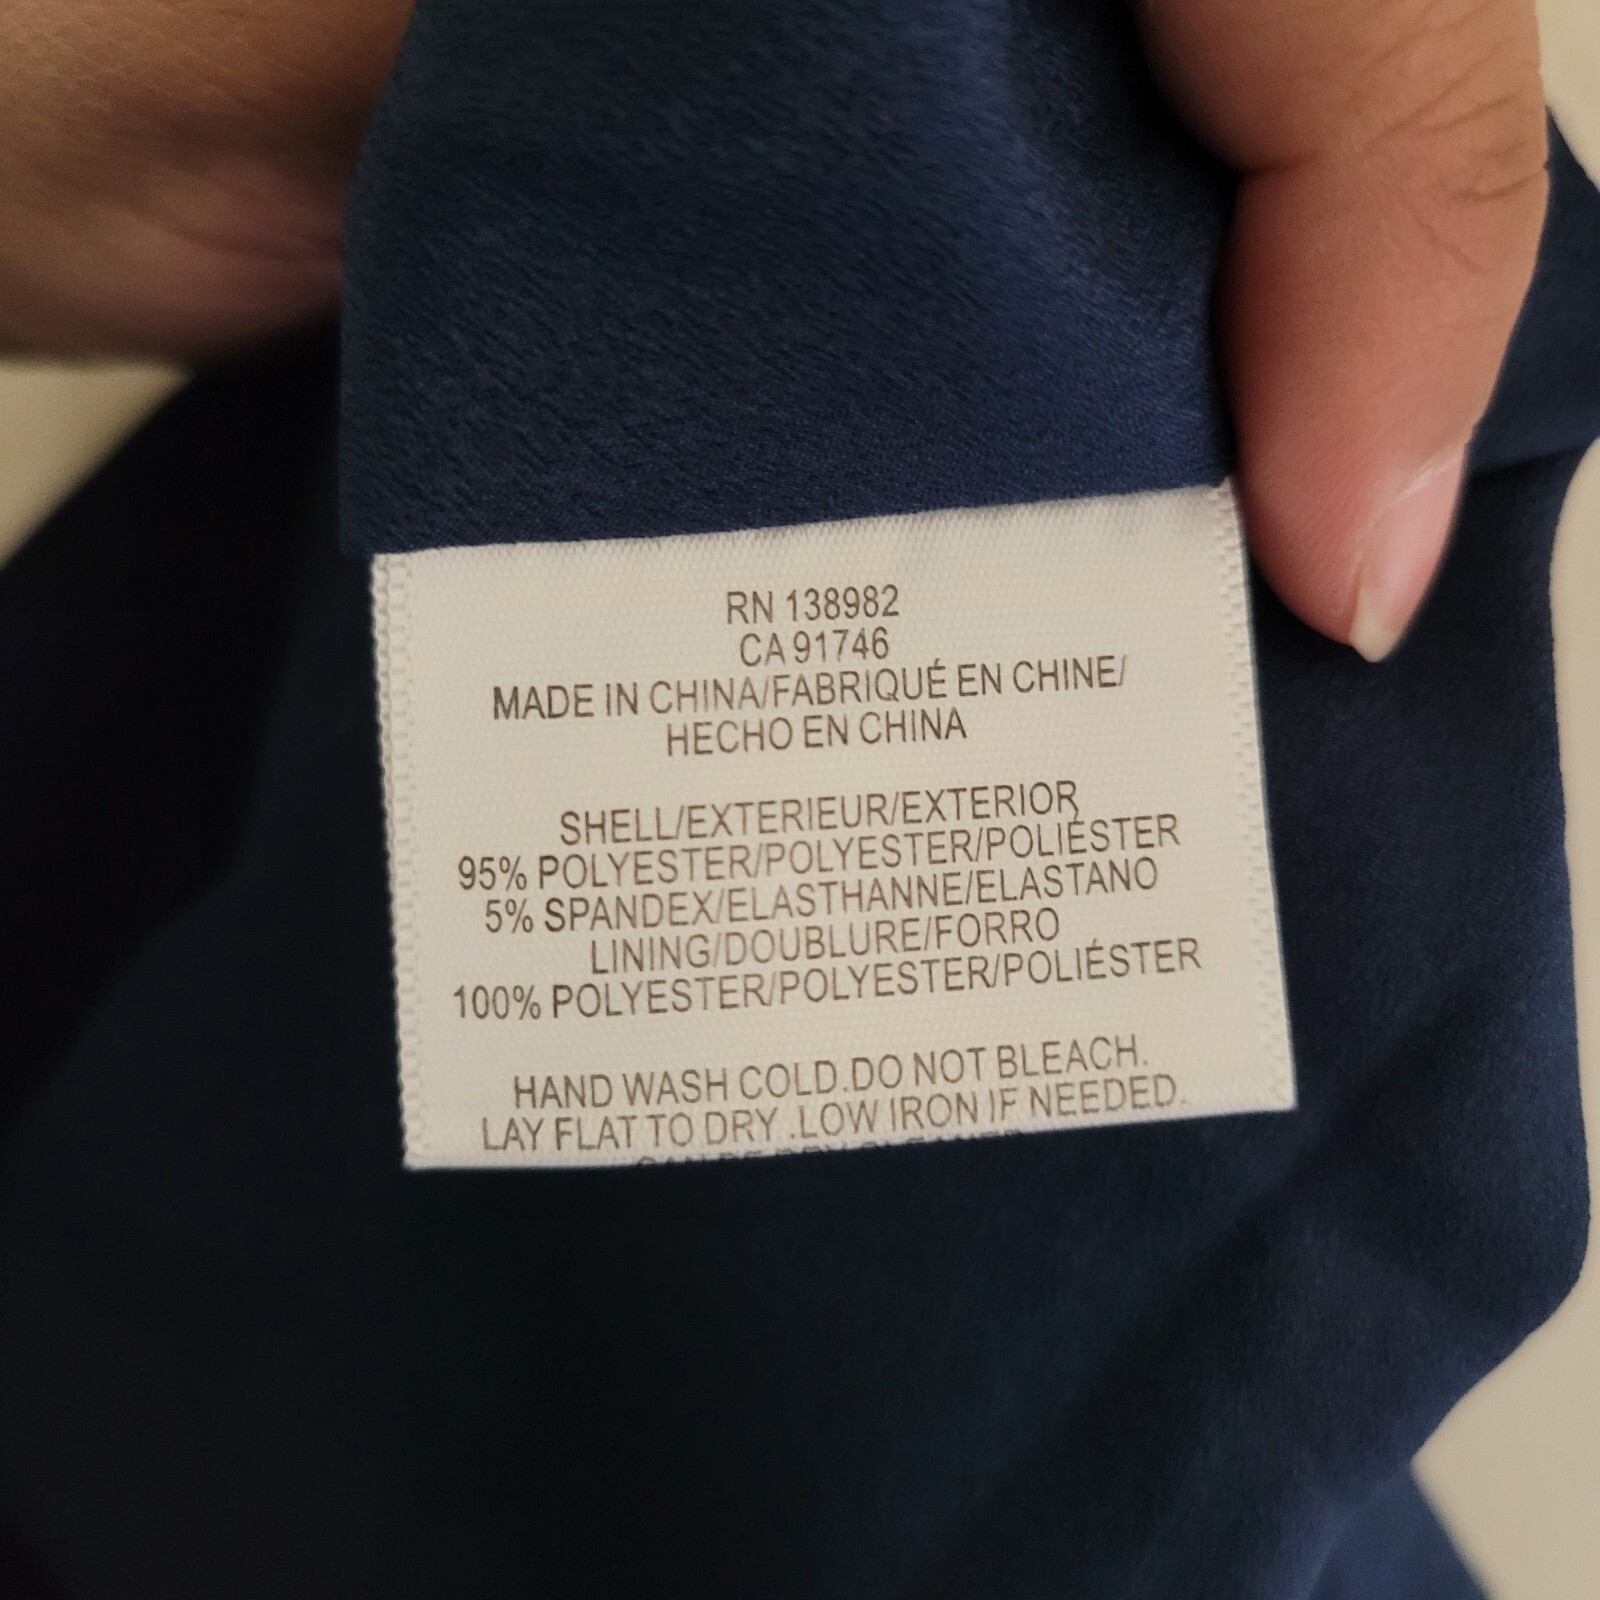 RN 138982
CA 91746
MADE IN CHINA/FABRIQUÉ EN CHINE/
HECHO EN CHINA
SHELL/EXTERIEUR/EXTERIOR
95% POLYESTER/POLYESTER/POLIÉSTER
5% SPANDEX/ELASTHANNE/ELASTANO
LINING/DOUBLURE/FORRO
100% POLYESTER/POLYESTER/POLIÉSTER
HAND WASH COLD.DO NOT BLEACH.
LAY FLAT TO DRY .LOW IRON IF NEEDED.